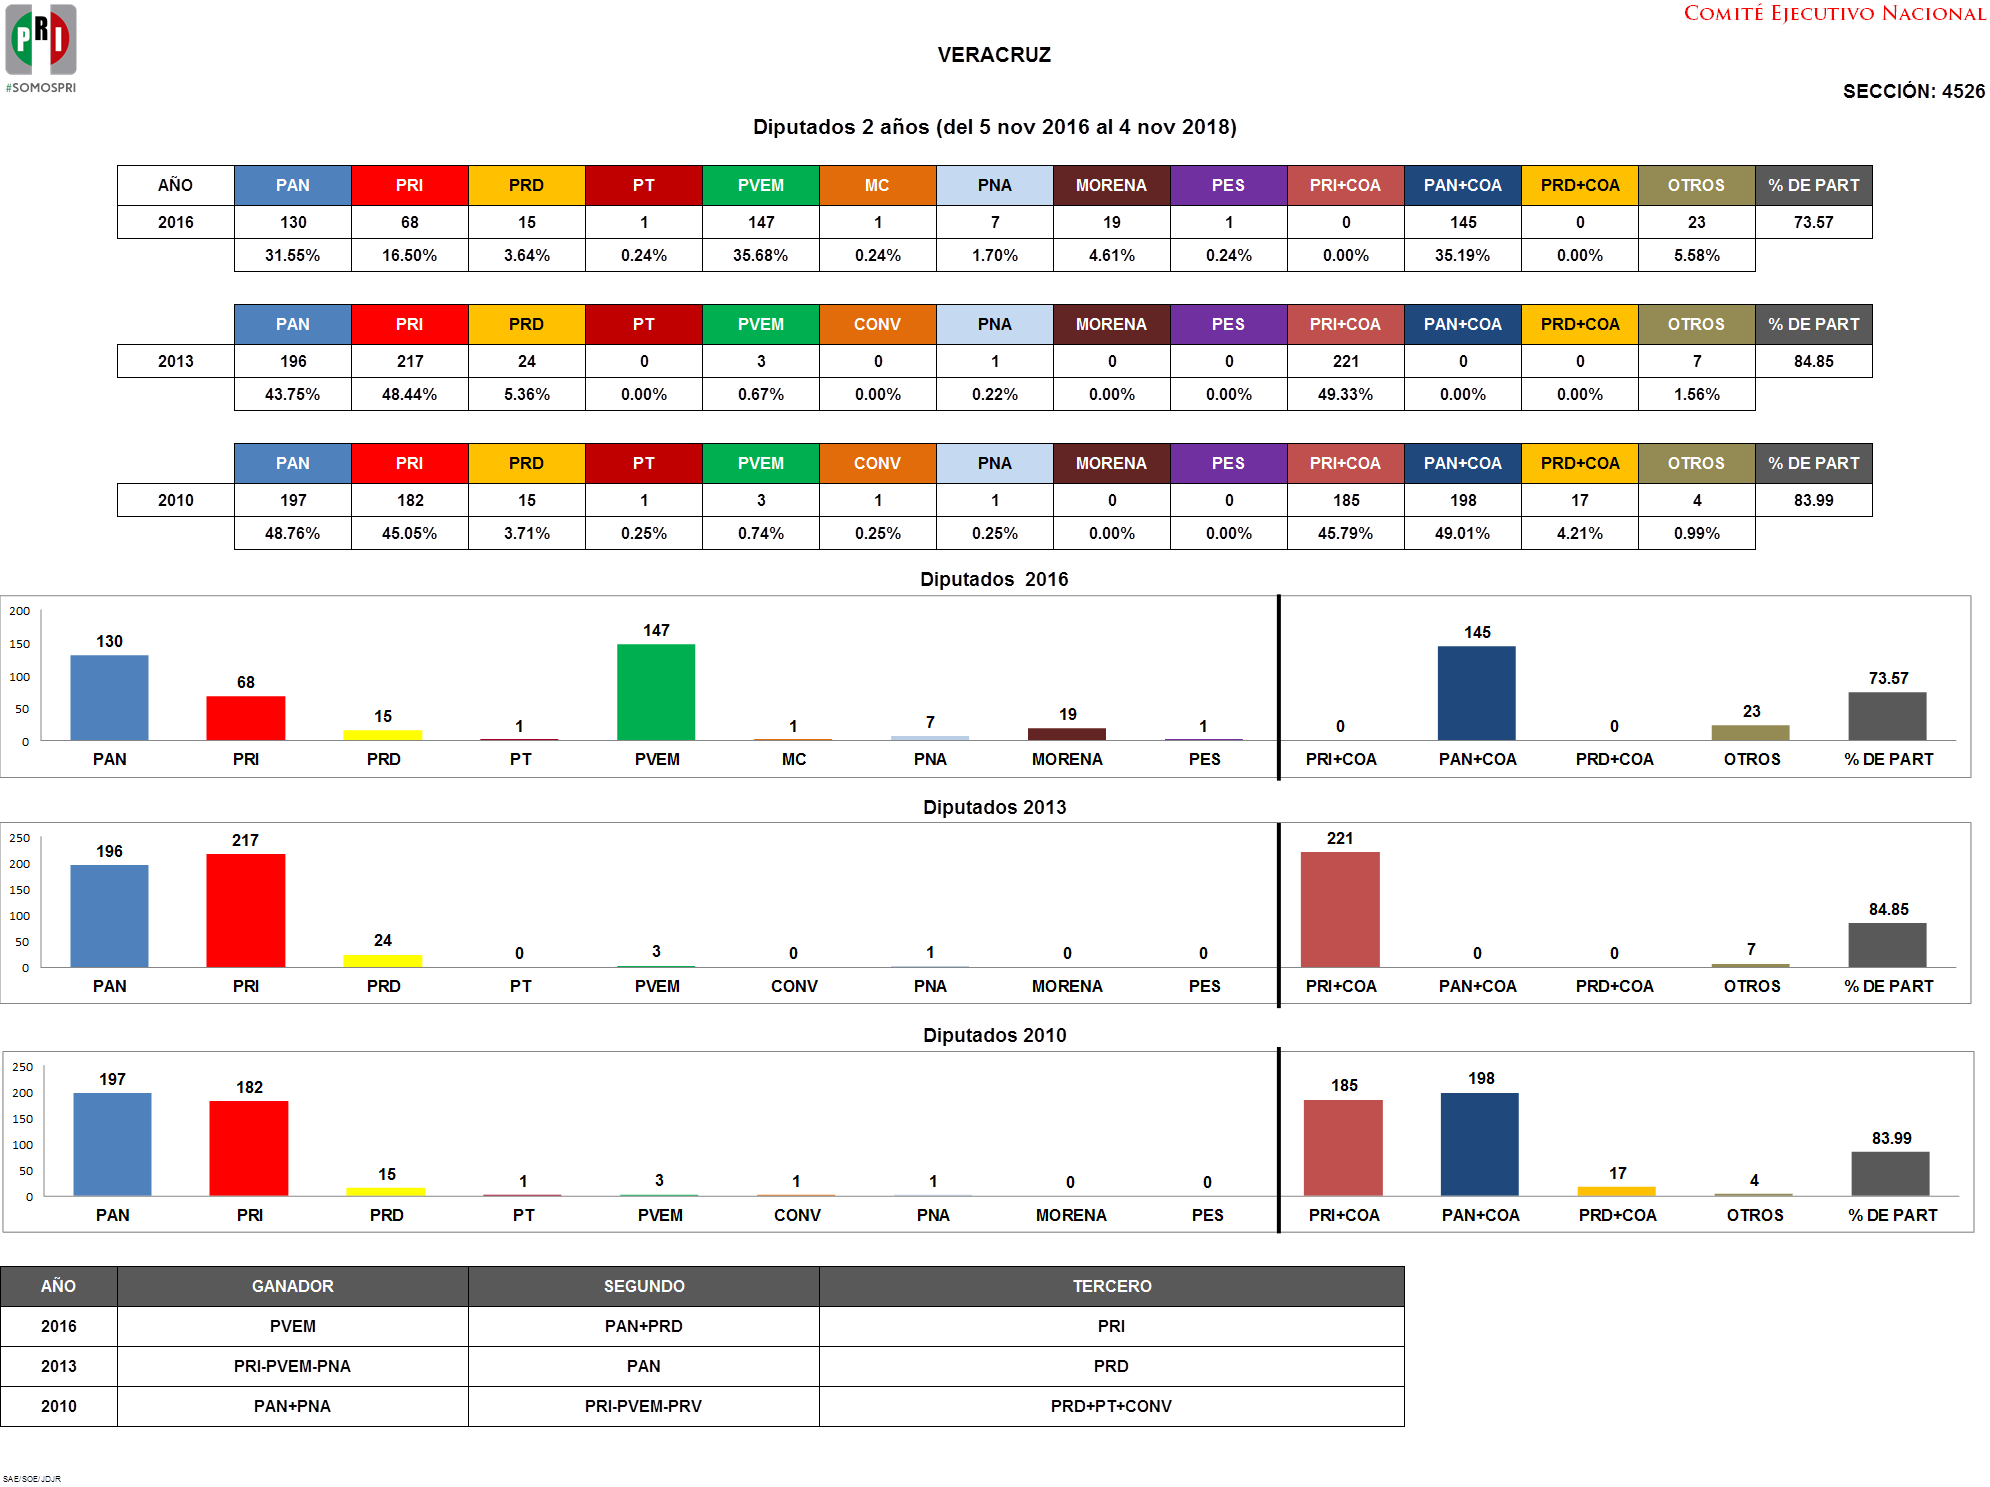 PRI
#SOMOSPRI
COMITÉ EJECUTIVO NACIONAL
VERACRUZ
SECCIÓN: 4526
Diputados 2 años (del 5 nov 2016 al 4 nov 2018)
AÑO PAN PRI PRD PT PVEM MC PNA MORENA PES PRI+COA PAN+COA PRD+COA OTROS % DE PART
2016 130 68 15 1 147 1 7 19 1 0 145 0 23 73.57
31.55% 16.50% 3.64% 0.24% 35.68% 0.24% 1.70% 4.61% 0.24% 0.00% 35.19% 0.00% 5.58%
PAN PRI PRD PT PVEM CONV PNA MORENA PES PRI+COA PAN+COA PRD+COA OTROS % DE PART
2013 196 217 24 0 3 0 1 0 0 221 0 0 7 84.85
43.75% 48.44% 5.36% 0.00% 0.67% 0.00% 0.22% 0.00% 0.00% 49.33% 0.00% 0.00% 1.56%
PAN PRI PRD PT PVEM CONV PNA MORENA PES PRI+COA PAN+COA PRD+COA OTROS % DE PART
2010 197 182 15 1 3 1 1 0 0 185 198 17 4 83.99
48.76% 45.05% 3.71% 0.25% 0.74% 0.25% 0.25% 0.00% 0.00% 45.79% 49.01% 4.21% 0.99%
Diputados 2016
200
150
100
50
0
130 68 15 1 147 1 7 19 1 0 145 0 23 73.57
PAN PRI PRD PT PVEM MC PNA MORENA PES PRI+COA PAN+COA PRD+COA OTROS % DE PART
Diputados 2013
250
200
150
100
50
0
196 217 24 0 3 0 1 0 0 221 0 0 7 84.85
PAN PRI PRD PT PVEM CONV PNA MORENA PES PRI+COA PAN+COA PRD+COA OTROS % DE PART
Diputados 2010
250
200
150
100
50
0
197 182 15 1 3 1 1 0 0 185 198 17 4 83.99
PAN PRI PRD PT PVEM CONV PNA MORENA PES PRI+COA PAN+COA PRD+COA OTROS % DE PART
AÑO GANADOR SEGUNDO TERCERO
2016 PVEM PAN+PRD PRI
2013 PRI-PVEM-PNA PAN PRD
2010 PAN+PNA PRI-PVEM-PRV PRD+PT+CONV
SAE/SOE/JDJR